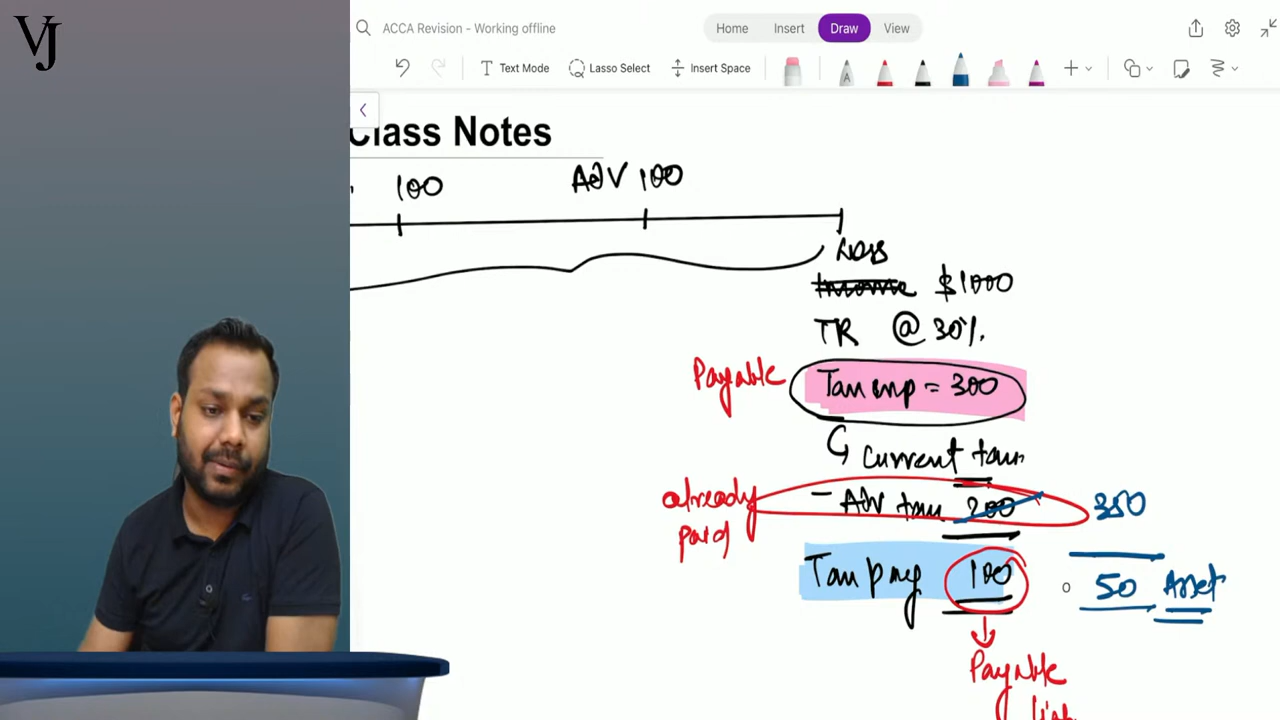 VJ
ACCA Revision - Working offline
Home Insert Draw View
Text Mode Lasso Select Insert Space
Class Notes
100 ADV 100
Loss
Income $1000
TR @ 30%.
Payable Tax exp = 300
Current tax
already paid - Adv tax 200 350
Tax pay 100 50 Asset
Payable